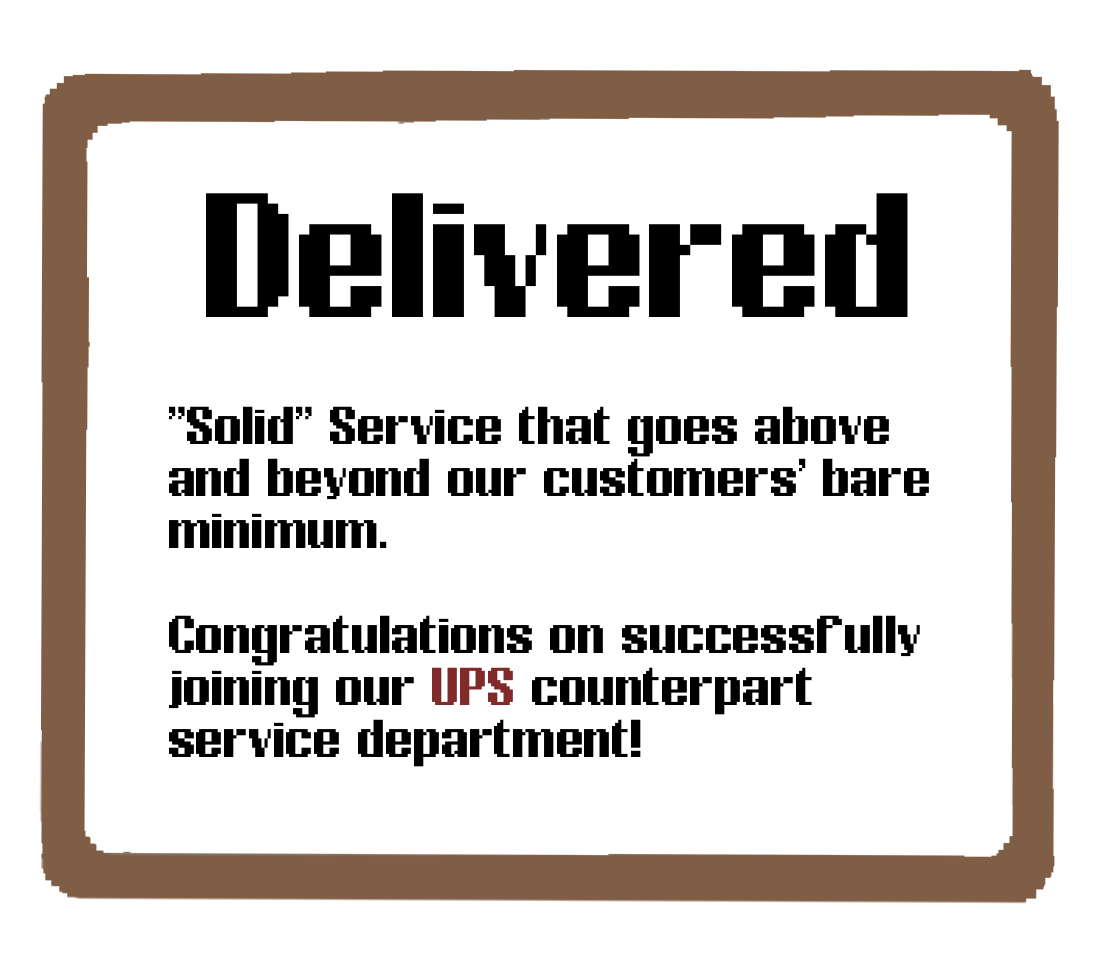 Delivered
”Solid” Service that goes above
and beyond our customers’ bare
minimum.
Congratulations on successfully
joining our UPS counterpart
service department!